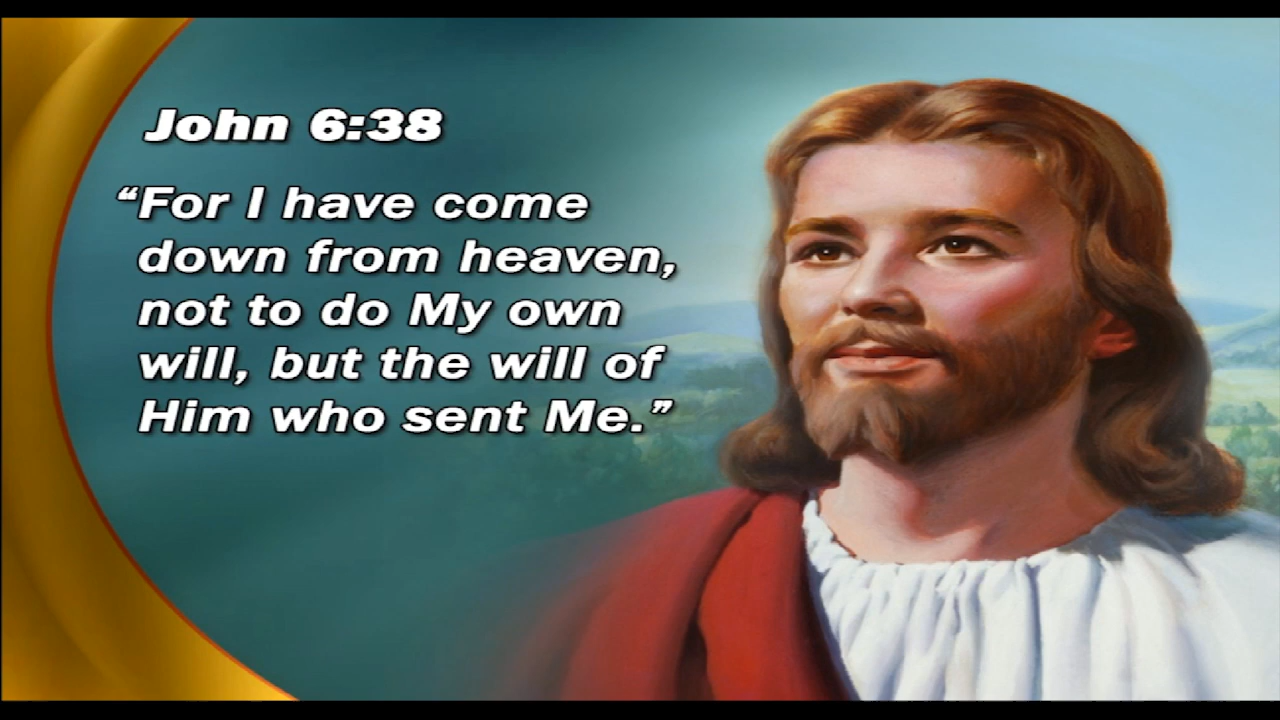 John 6:38
“For I have come
down from heaven,
not to do My own
will, but the will of
Him who sent Me.”